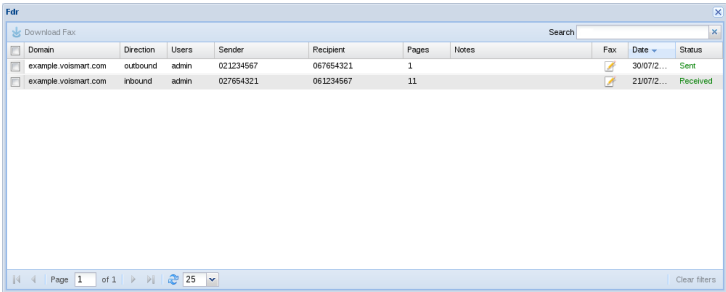 Fdr
Download Fax Search
Domain Direction Users Sender Recipient Pages Notes Fax Date Status
example.voismart.com outbound admin 021234567 067654321 1 30/07/2... Sent
example.voismart.com inbound admin 027654321 061234567 11 21/07/2... Received
Page 1 of 1 25 Clear filters